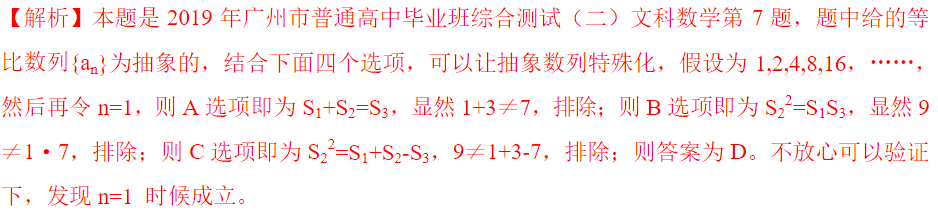 【解析】本题是 2019 年广州市普通高中毕业班综合测试（二）文科数学第 7 题，题中给的等
比数列{aₙ}为抽象的，结合下面四个选项，可以让抽象数列特殊化，假设为 1,2,4,8,16，……，
然后再令 n=1，则 A 选项即为 S₁+S₂=S₃，显然 1+3≠7，排除；则 B 选项即为 S₂²=S₁S₃，显然 9
≠1·7，排除；则 C 选项即为 S₂²=S₁+S₂-S₃，9≠1+3-7，排除；则答案为 D。不放心可以验证
下，发现 n=1 时候成立。